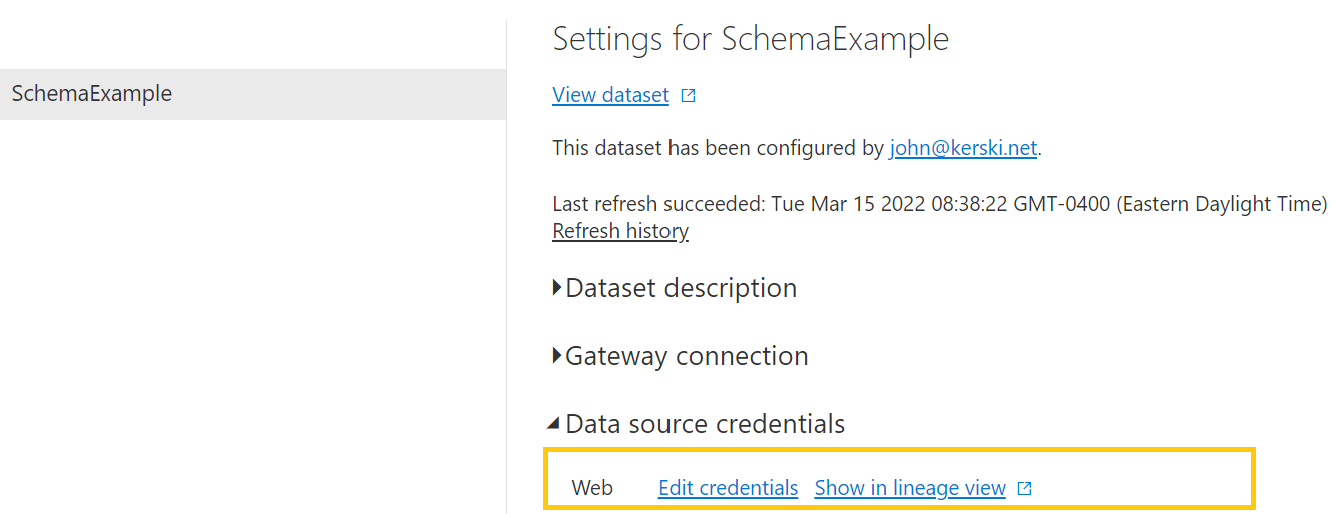 Settings for SchemaExample
SchemaExample
View dataset
This dataset has been configured by john@kerski.net.
Last refresh succeeded: Tue Mar 15 2022 08:38:22 GMT-0400 (Eastern Daylight Time)
Refresh history
Dataset description
Gateway connection
Data source credentials
Web Edit credentials Show in lineage view